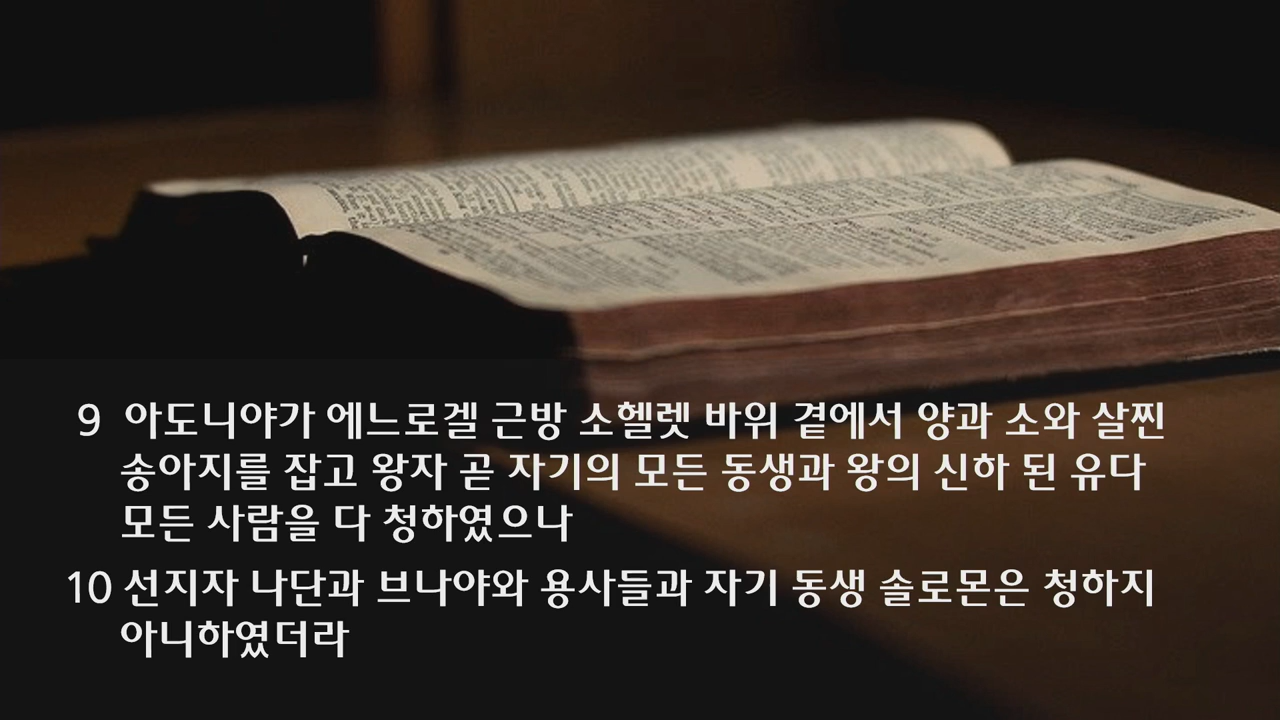 9 아도니야가 에느로겔 근방 소헬렛 바위 곁에서 양과 소와 살찐
송아지를 잡고 왕자 곧 자기의 모든 동생과 왕의 신하 된 유다
모든 사람을 다 청하였으나
10 선지자 나단과 브나야와 용사들과 자기 동생 솔로몬은 청하지
아니하였더라